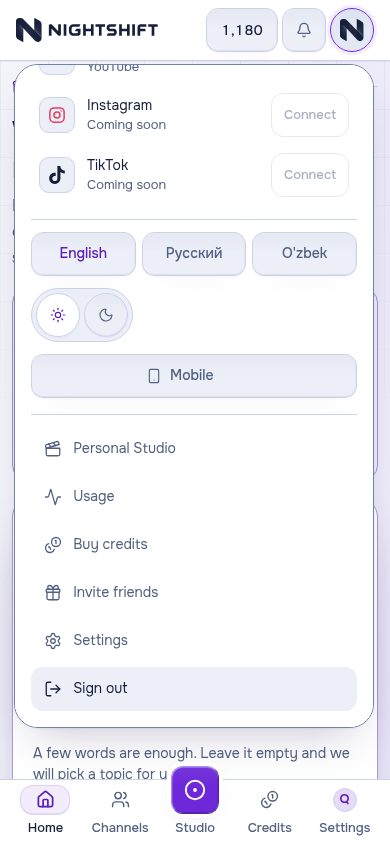 NIGHTSHIFT
1,180
YouTube
Instagram
Coming soon
Connect
TikTok
Coming soon
Connect
English
Русский
O'zbek
Mobile
Personal Studio
Usage
Buy credits
Invite friends
Settings
Sign out
A few words are enough. Leave it empty and we
will pick a topic for
Home
Channels
Studio
Credits
Q
Settings